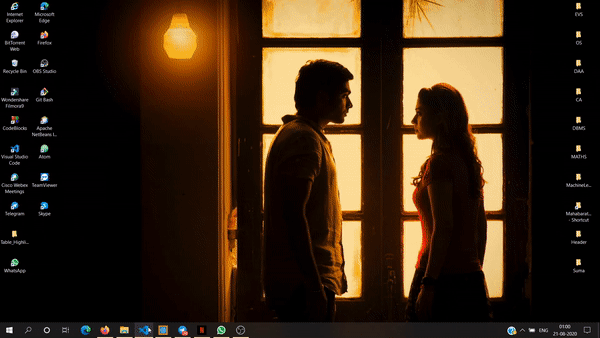 Internet
Explorer
Microsoft
Edge
BitTorrent
Web
Firefox
Recycle Bin
OBS Studio
Wondershare
Filmora9
Git Bash
CodeBlocks
Apache
NetBeans I...
Visual Studio
Code
Atom
Cisco Webex
Meetings
TeamViewer
Telegram
Skype
Table_Highli...
WhatsApp
EVS
OS
DAA
CA
DBMS
MATHS
MachineLe...
Mahabarat...
- Shortcut
Header
Suma
ENG
01:00
21-08-2020